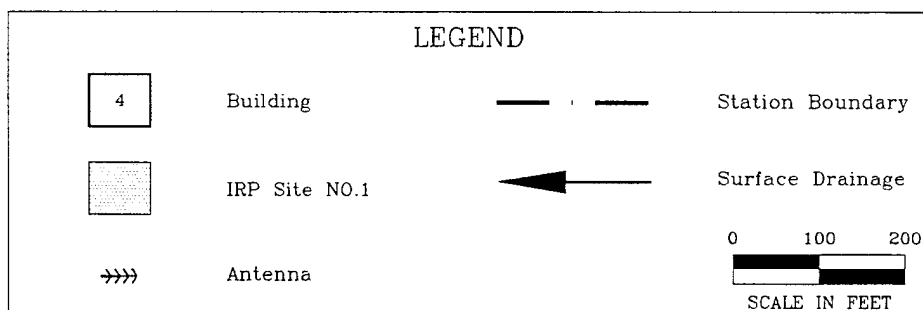 LEGEND
4 Building
Station Boundary
IRP Site NO.1
Surface Drainage
Antenna
0 100 200
SCALE IN FEET